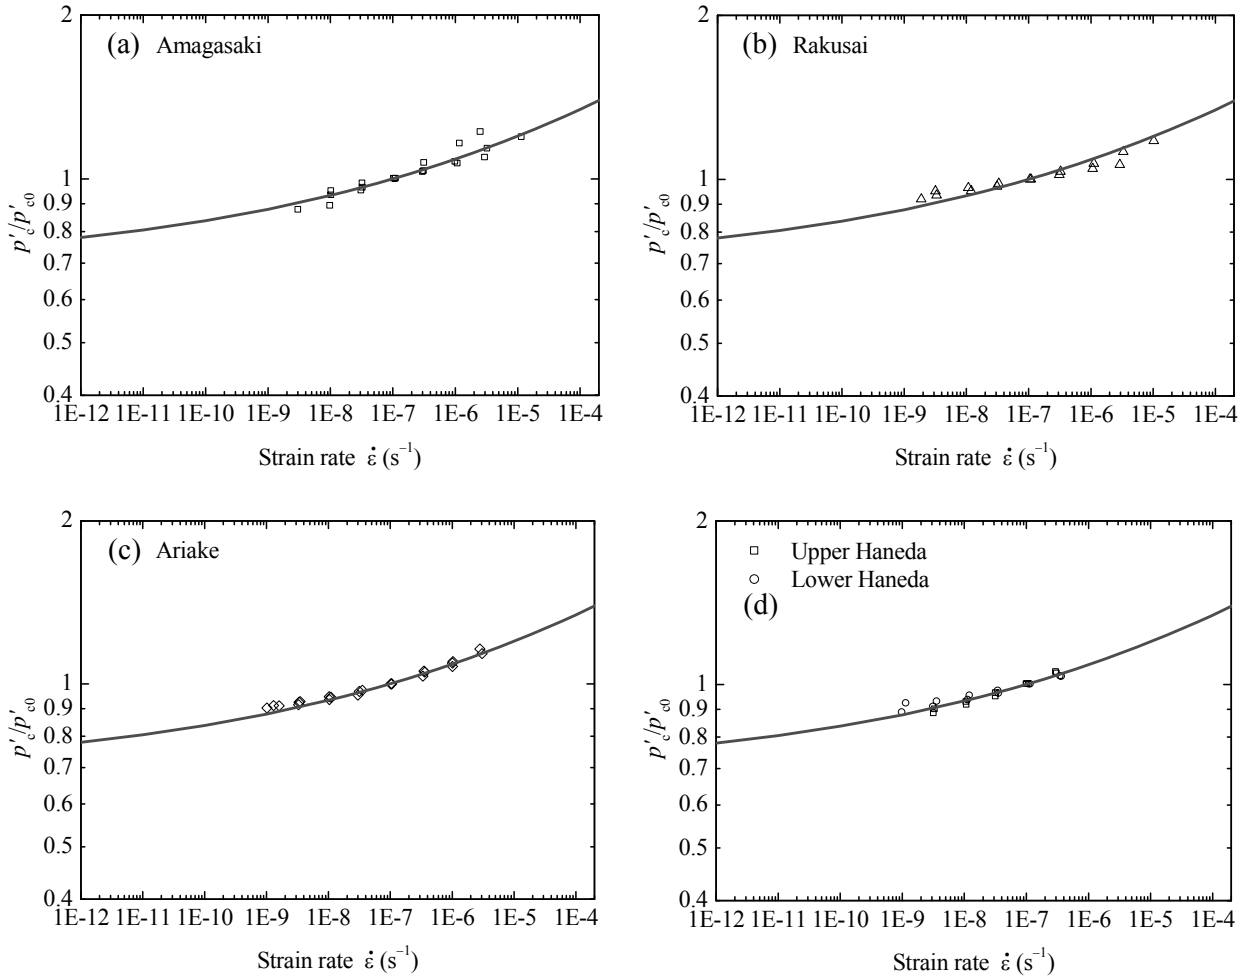 2
(a) Amagasaki
1
0.9
0.8
0.7
0.6
0.5
0.4
p'c/p'c0
1E-12 1E-11 1E-10 1E-9 1E-8 1E-7 1E-6 1E-5 1E-4
Strain rate ε̇ (s⁻¹)
2
(b) Rakusai
1
0.9
0.8
0.7
0.6
0.5
0.4
p'c/p'c0
1E-12 1E-11 1E-10 1E-9 1E-8 1E-7 1E-6 1E-5 1E-4
Strain rate ε̇ (s⁻¹)
2
(c) Ariake
1
0.9
0.8
0.7
0.6
0.5
0.4
p'c/p'c0
1E-12 1E-11 1E-10 1E-9 1E-8 1E-7 1E-6 1E-5 1E-4
Strain rate ε̇ (s⁻¹)
2
Upper Haneda
Lower Haneda
(d)
1
0.9
0.8
0.7
0.6
0.5
0.4
p'c/p'c0
1E-12 1E-11 1E-10 1E-9 1E-8 1E-7 1E-6 1E-5 1E-4
Strain rate ε̇ (s⁻¹)